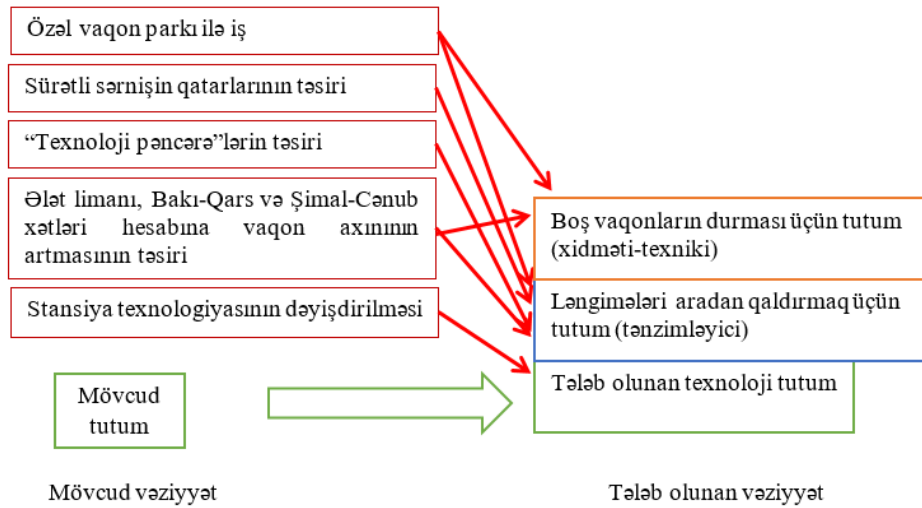 Özəl vaqon parkı ilə iş
Sürətli sərnişin qatarlarının təsiri
“Texnoloji pəncərə”lərin təsiri
Ələt limanı, Bakı-Qars və Şimal-Cənub
xətləri hesabına vaqon axınının
artmasının təsiri
Stansiya texnologiyasının dəyişdirilməsi
Boş vaqonların durması üçün tutum
(xidməti-texniki)
Ləngimələri aradan qaldırmaq üçün
tutum (tənzimləyici)
Tələb olunan texnoloji tutum
Mövcud
tutum
Mövcud vəziyyət
Tələb olunan vəziyyət